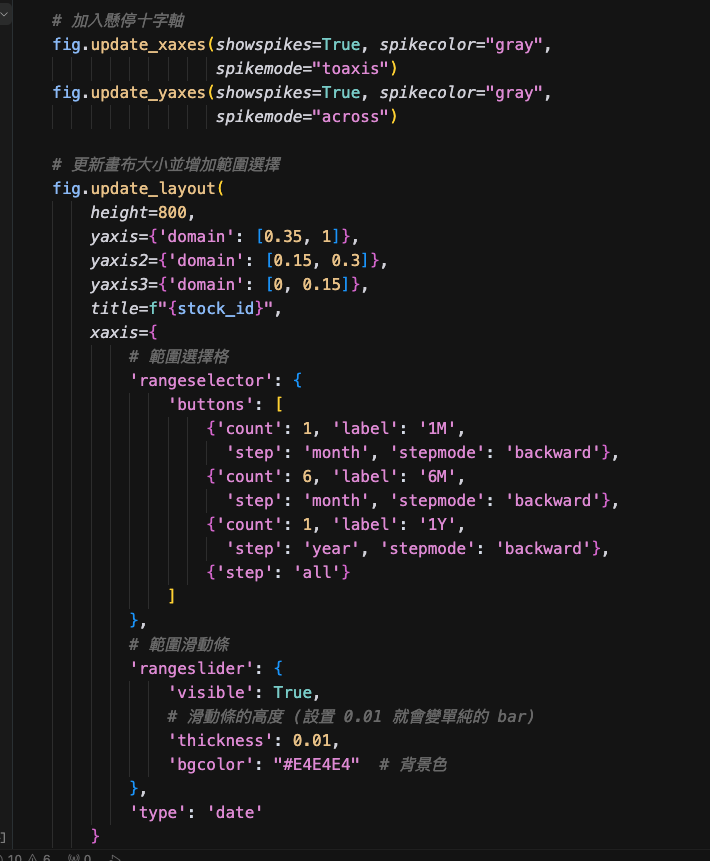 # 加入懸停十字軸
fig.update_xaxes(showspikes=True, spikecolor="gray",
spikemode="toaxis")
fig.update_yaxes(showspikes=True, spikecolor="gray",
spikemode="across")
# 更新畫布大小並增加範圍選擇
fig.update_layout(
height=800,
yaxis={'domain': [0.35, 1]},
yaxis2={'domain': [0.15, 0.3]},
yaxis3={'domain': [0, 0.15]},
title=f"{stock_id}",
xaxis={
# 範圍選擇格
'rangeselector': {
'buttons': [
{'count': 1, 'label': '1M',
'step': 'month', 'stepmode': 'backward'},
{'count': 6, 'label': '6M',
'step': 'month', 'stepmode': 'backward'},
{'count': 1, 'label': '1Y',
'step': 'year', 'stepmode': 'backward'},
{'step': 'all'}
]
},
# 範圍滑動條
'rangeslider': {
'visible': True,
# 滑動條的高度 (設置 0.01 就會變單純的 bar)
'thickness': 0.01,
'bgcolor': "#E4E4E4"  # 背景色
},
'type': 'date'
}